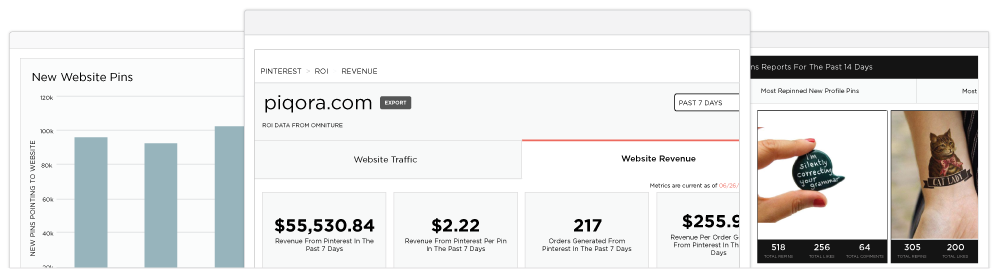 New Website Pins
120k
100k
80k
60k
40k
20k
NEW PINS POINTING TO WEBSITE
PINTEREST > ROI REVENUE
piqora.com EXPORT
PAST 7 DAYS
ROI DATA FROM OMNITURE
Website Traffic
Website Revenue
Metrics are current as of 06/26/
$55,530.84
Revenue From Pinterest In The
Past 7 Days
$2.22
Revenue From Pinterest Per Pin
In The Past 7 Days
217
Orders Generated From
Pinterest In The Past 7 Days
$255.9
Revenue Per Order G
From Pinterest In The
Days
ns Reports For The Past 14 Days
Most Repinned New Profile Pins
Most
i'm
silently
correcting
your
grammar.
518 256 64
TOTAL REPINS TOTAL LIKES TOTAL COMMENTS
CAT LADY
305 200
TOTAL REPINS TOTAL LIKES